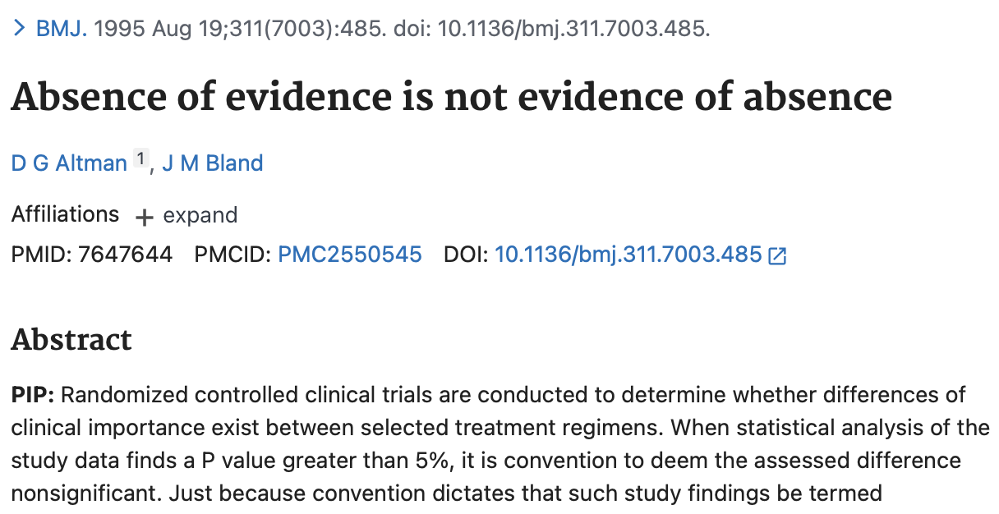 > BMJ. 1995 Aug 19;311(7003):485. doi: 10.1136/bmj.311.7003.485.
Absence of evidence is not evidence of absence
D G Altman 1, J M Bland
Affiliations + expand
PMID: 7647644 PMCID: PMC2550545 DOI: 10.1136/bmj.311.7003.485
Abstract
PIP: Randomized controlled clinical trials are conducted to determine whether differences of
clinical importance exist between selected treatment regimens. When statistical analysis of the
study data finds a P value greater than 5%, it is convention to deem the assessed difference
nonsignificant. Just because convention dictates that such study findings be termed